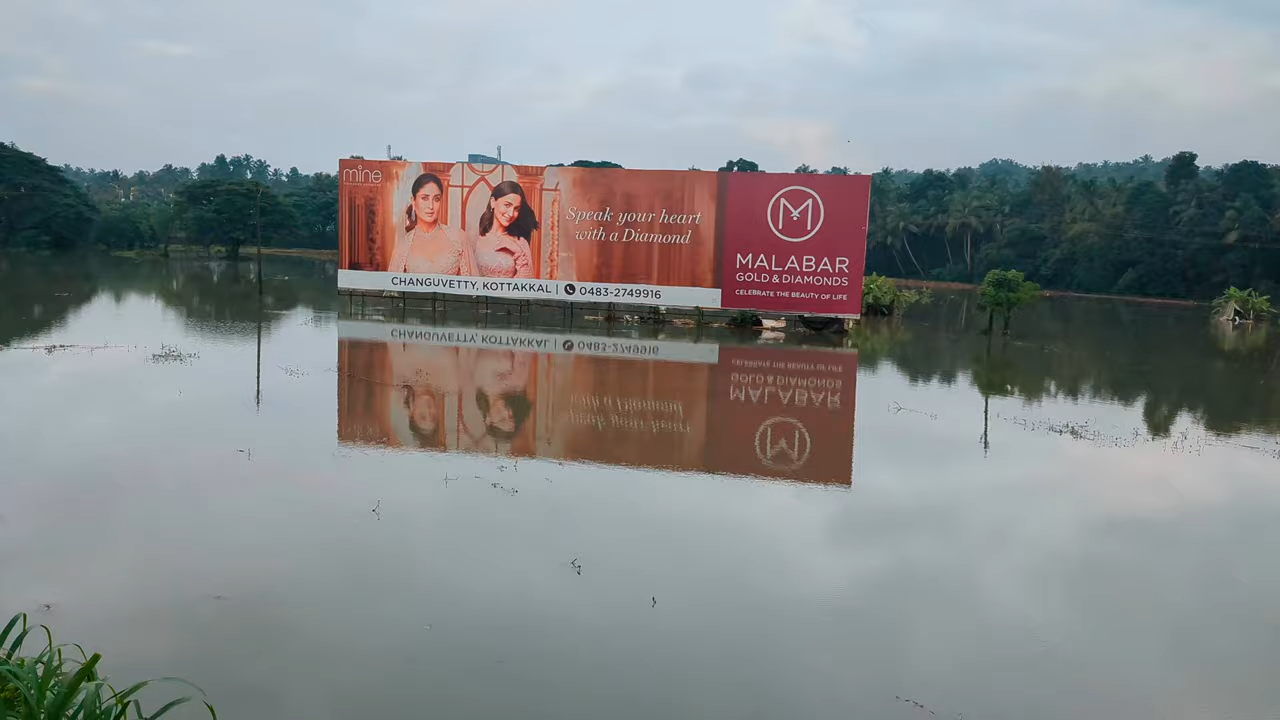 mine
Speak your heart
with a Diamond
CHANGUVETTY, KOTTAKKAL | 0483-2749916
M
MALABAR
GOLD & DIAMONDS
CELEBRATE THE BEAUTY OF LIFE